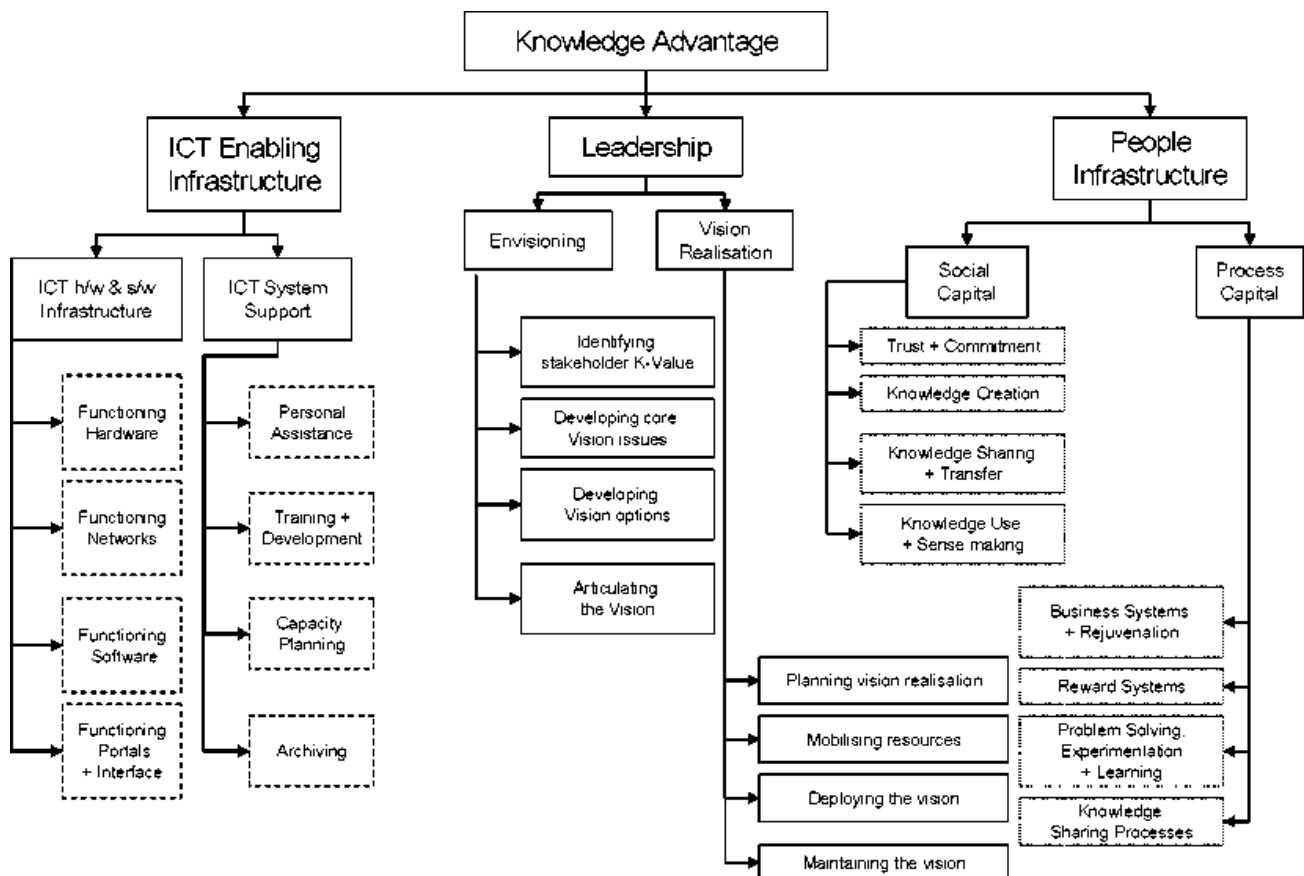 Knowledge Advantage
ICT Enabling
Infrastructure
Leadership
People
Infrastructure
Envisioning
Vision
Realisation
Social
Capital
Process
Capital
ICT h/w & s/w
Infrastructure
ICT System
Support
Functioning
Hardware
Functioning
Networks
Functioning
Software
Functioning
Portals
+ Interface
Personal
Assistance
Training +
Development
Capacity
Planning
Archiving
Identifying
stakeholder K-Value
Developing core
Vision issues
Developing
Vision options
Articulating
the Vision
Planning vision realisation
Mobilising resources
Deploying the vision
Maintaining the vision
Trust + Commitment
Knowledge Creation
Knowledge Sharing
+ Transfer
Knowledge Use
+ Sense making
Business Systems
+ Rejuvenation
Reward Systems
Problem Solving,
Experimentation
+ Learning
Knowledge
Sharing Processes